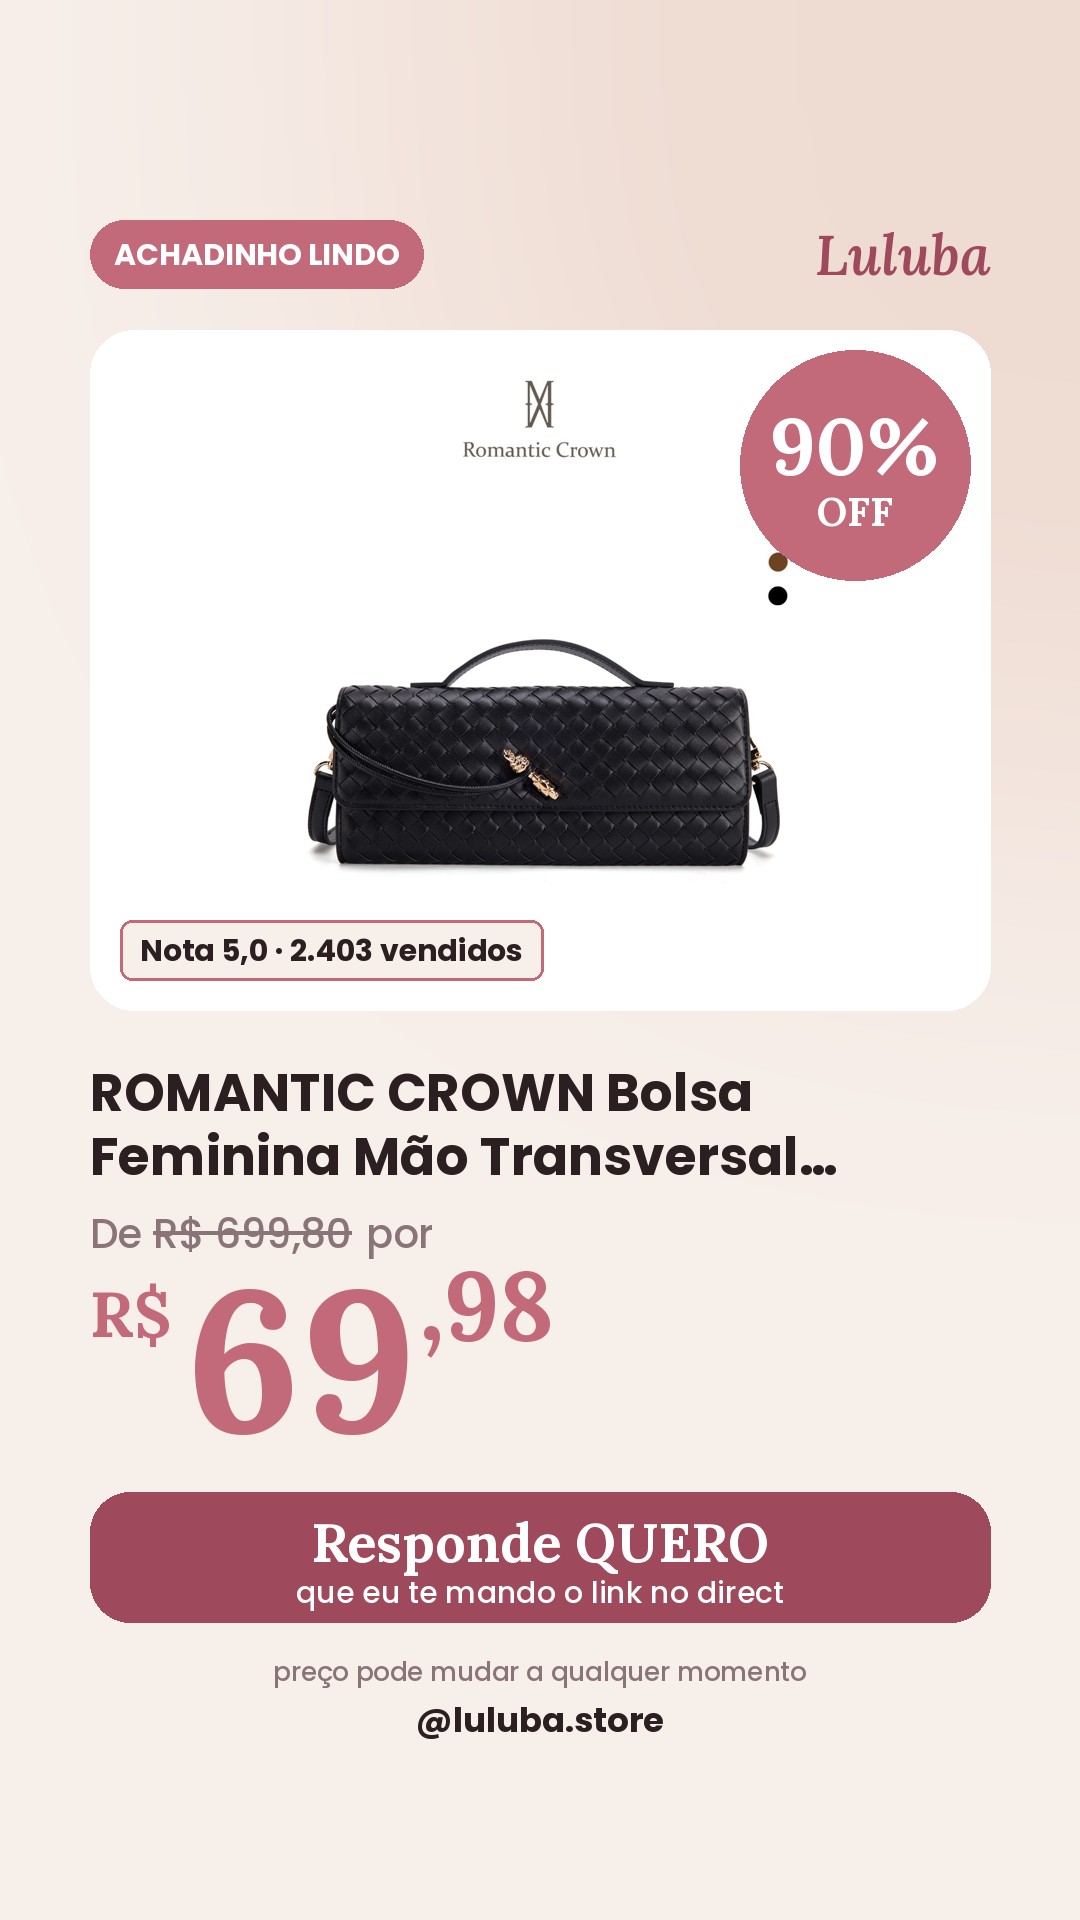 ACHADINHO LINDO
Luluba
Romantic Crown
90%
OFF
Nota 5,0 · 2.403 vendidos
ROMANTIC CROWN Bolsa
Feminina Mão Transversal...
De R$ 699,80 por
R$ 69,98
Responde QUERO
que eu te mando o link no direct
preço pode mudar a qualquer momento
@luluba.store